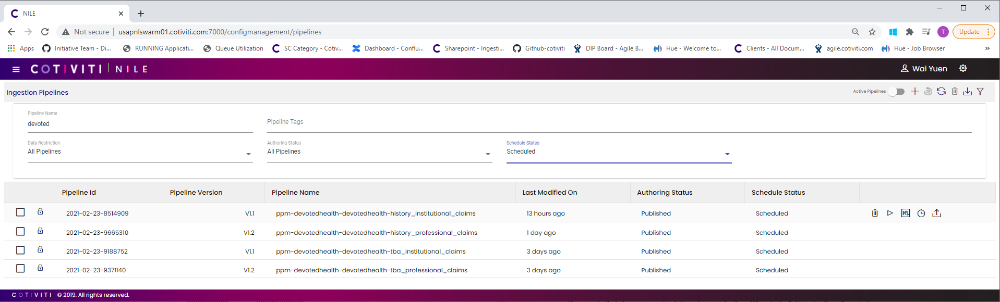 NILE
Not secure usapnlswarm01.cotiviti.com:7000/configmanagement/pipelines T Update
Apps Initiative Team - Di... RUNNING Applicati... Queue Utilization SC Category - Cotiv... Dashboard - Conflu... Sharepoint - Ingesti... Github-cotiviti DIP Board - Agile B... Hue - Welcome to... Clients - All Docum... agile.cotiviti.com Hue - Job Browser »
COTIVITI NILE Wai Yuen
Ingestion Pipelines Active Pipelines
Pipeline Name
devoted Pipeline Tags
Data Restriction Authoring Status Schedule Status
All Pipelines All Pipelines Scheduled
Pipeline Id Pipeline Version Pipeline Name Last Modified On Authoring Status Schedule Status
2021-02-23-8514909 V1.1 ppm-devotedhealth-devotedhealth-history_institutional_claims 13 hours ago Published Scheduled
2021-02-23-9665310 V1.2 ppm-devotedhealth-devotedhealth-history_professional_claims 1 day ago Published Scheduled
2021-02-23-9188752 V1.1 ppm-devotedhealth-devotedhealth-tba_institutional_claims 3 days ago Published Scheduled
2021-02-23-9371140 V1.2 ppm-devotedhealth-devotedhealth-tba_professional_claims 3 days ago Published Scheduled
COTIVITI © 2019. All rights reserved.